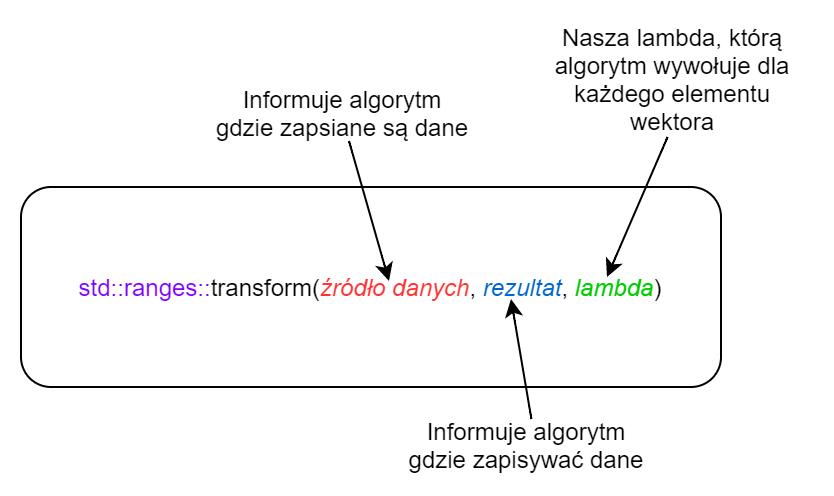 Nasza lambda, którą
algorytm wywołuje dla
każdego elementu
wektora
Informuje algorytm
gdzie zapsiane są dane
std::ranges::transform(źródło danych, rezultat, lambda)
Informuje algorytm
gdzie zapisywać dane